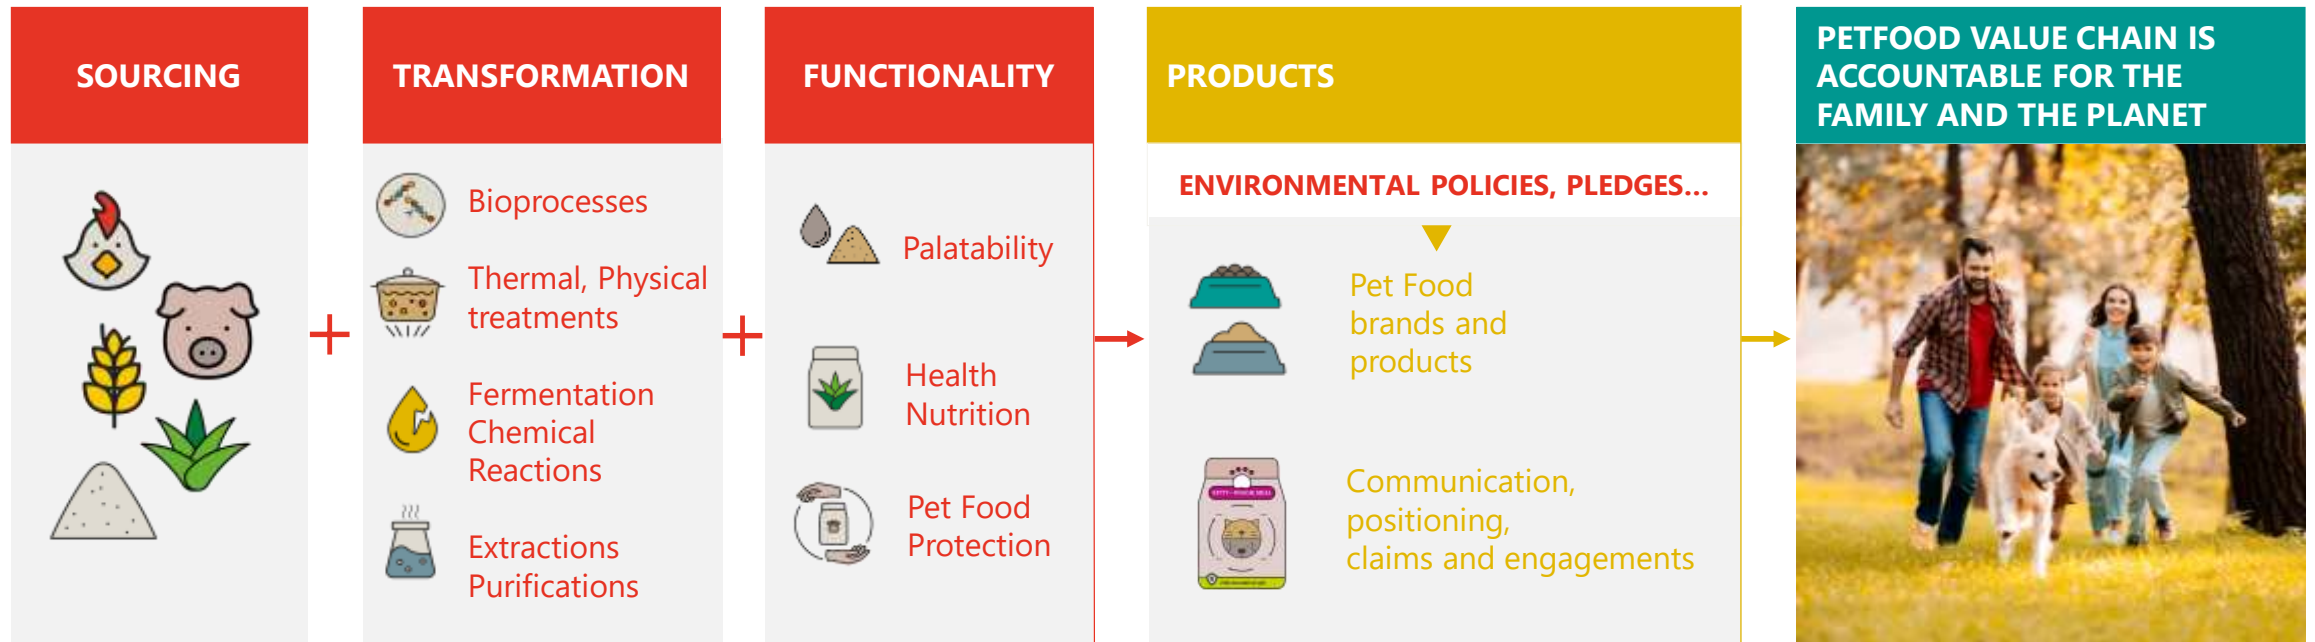 SOURCING
TRANSFORMATION
Bioprocesses
Thermal, Physical
treatments
Fermentation
Chemical
Reactions
Extractions
Purifications
FUNCTIONALITY
Palatability
Health
Nutrition
Pet Food
Protection
PRODUCTS
ENVIRONMENTAL POLICIES, PLEDGES...
Pet Food
brands and
products
Communication,
positioning,
claims and engagements
PETFOOD VALUE CHAIN IS
ACCOUNTABLE FOR THE
FAMILY AND THE PLANET